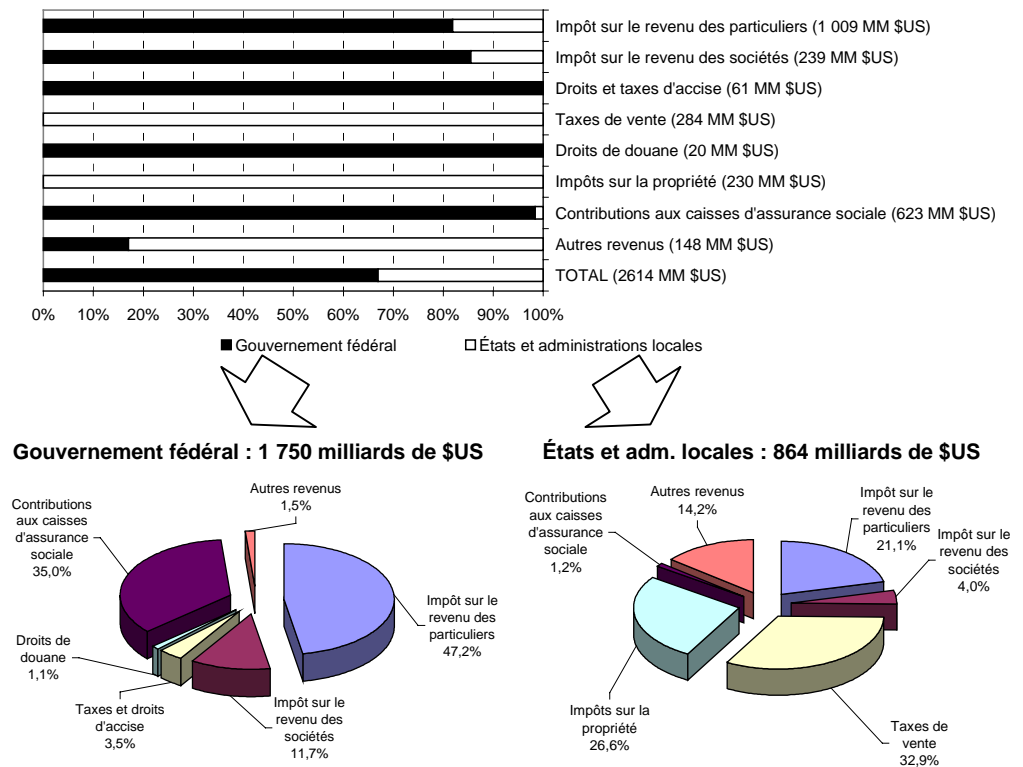 Impôt sur le revenu des particuliers (1 009 MM $US)
Impôt sur le revenu des sociétés (239 MM $US)
Droits et taxes d'accise (61 MM $US)
Taxes de vente (284 MM $US)
Droits de douane (20 MM $US)
Impôts sur la propriété (230 MM $US)
Contributions aux caisses d'assurance sociale (623 MM $US)
Autres revenus (148 MM $US)
TOTAL (2614 MM $US)
0% 10% 20% 30% 40% 50% 60% 70% 80% 90% 100%
Gouvernement fédéral
États et administrations locales
Gouvernement fédéral : 1 750 milliards de $US
Autres revenus
1,5%
Contributions
aux caisses
d'assurance
sociale
35,0%
Impôt sur le
revenu des
particuliers
47,2%
Droits de
douane
1,1%
Taxes et droits
d'accise
3,5%
Impôt sur le
revenu des
sociétés
11,7%
États et adm. locales : 864 milliards de $US
Contributions
aux caisses
d'assurance
sociale
1,2%
Autres revenus
14,2%
Impôt sur le
revenu des
particuliers
21,1%
Impôt sur le
revenu des
sociétés
4,0%
Impôts sur la
propriété
26,6%
Taxes de
vente
32,9%